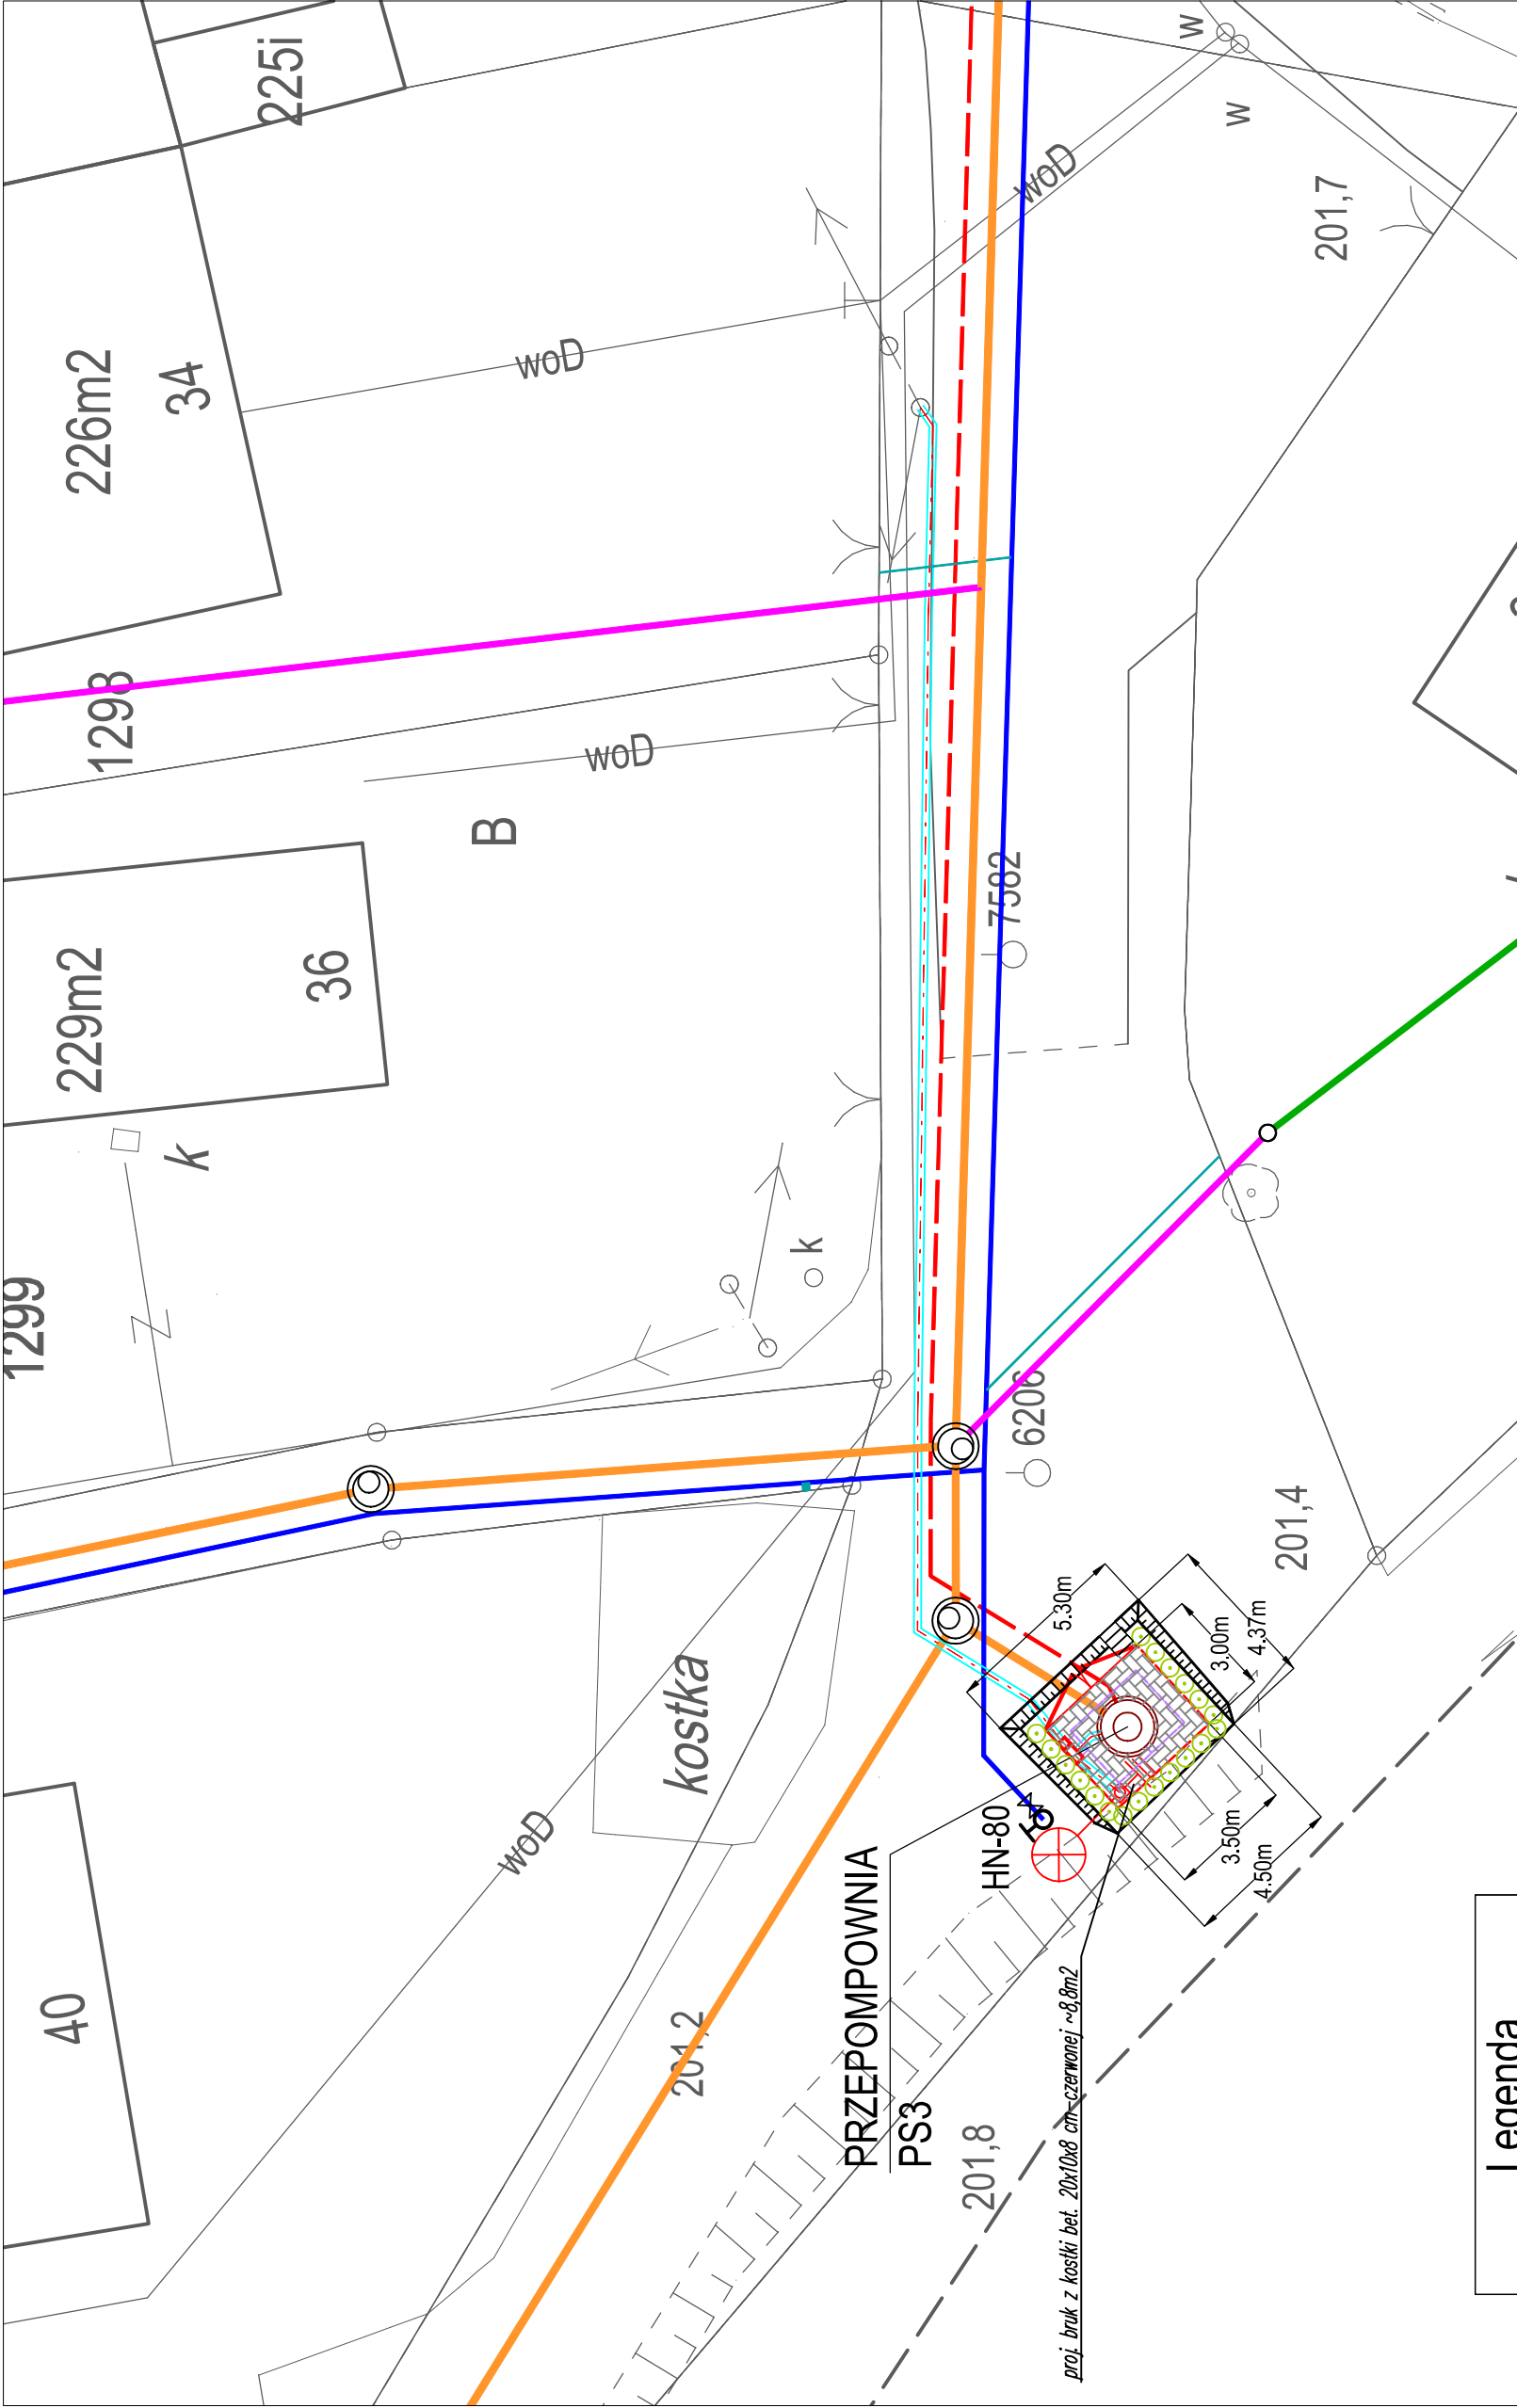 225i
226m2
34
1298
229m2
36
B
k
1299
40
woD
woD
woD
woD
w
w
201,7
7582
k
6206
201,4
kostka
201,2
201,8
5.30m
3.00m
4.37m
3.50m
4.50m
HN-80
PRZEPOMPOWNIA
PS3
proj. bruk z kostki bet. 20x10x8 cm-czerwonej ~8,8m2
Legenda